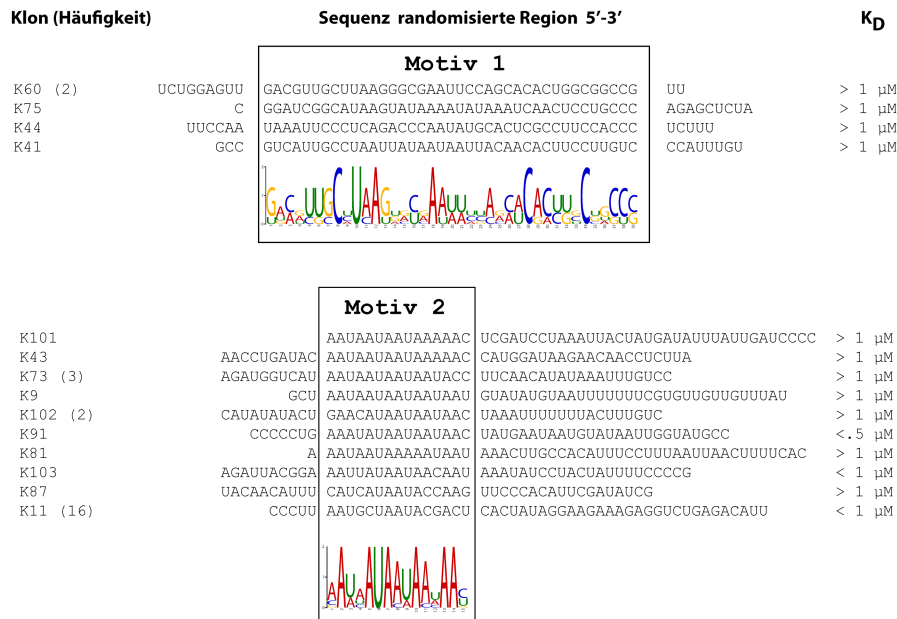 Klon (Häufigkeit) Sequenz randomisierte Region 5’-3’ KD
Motiv 1
K60 (2) UCUGGAGUU GACGUUGCUUAAGGGCGAAUUCCAGCACACUGGCGGCCG UU > 1 µM
K75 C GGAUCGGCAUAAGUAUAAAAUAUAAAUCAACUCCUGCCC AGAGCUCUA > 1 µM
K44 UUCCAA UAAAUUCCCUCAGACCCAAUAUGCACUCGCCUUCCACCC UCUUU > 1 µM
K41 GCC GUCAUUGCCUAAUUAUAAUAAUUACAACACUUCCUUGUC CCAUUUGU > 1 µM
Motiv 2
K101 AAUAAUAAUAAAAAC UCGAUCCUAAAUUACUAUGAUAUUUAUUGAUCCCC > 1 µM
K43 AACCUGAUAC AAUAAUAAUAAAAAC CAUGGAUAAGAACAACCUCUUA > 1 µM
K73 (3) AGAUGGUCAU AAUAAUAAUAAUACC UUCAACAUAUAAAUUUGUCC > 1 µM
K9 GCU AAUAAUAAUAAUAAU GUAUAUGUAAUUUUUUUCGUGUUGUUGUUUAU > 1 µM
K102 (2) CAUAUAUACU GAACAUAAUAAUAAC UAAAUUUUUUUACUUUGUC > 1 µM
K91 CCCCCUG AAAUAUAAUAAUAAC UAUGAAUAAUGUAUAAUUGGUAUGCC <.5 µM
K81 A AAUAAUAAAAAUAAU AAACUUGCCACAUUUCCUUUAAUUAACUUUUCAC > 1 µM
K103 AGAUUACGGA AAUUAUAAUAACAAU AAAUAUCCUACUAUUUUCCCCG < 1 µM
K87 UACAACAUUU CAUCAUAAUACCAAG UUCCCACAUUCGAUAUCG > 1 µM
K11 (16) CCCUU AAUGCUAAUACGACU CACUAUAGGAAGAAAGAGGUCUGAGACAUU < 1 µM